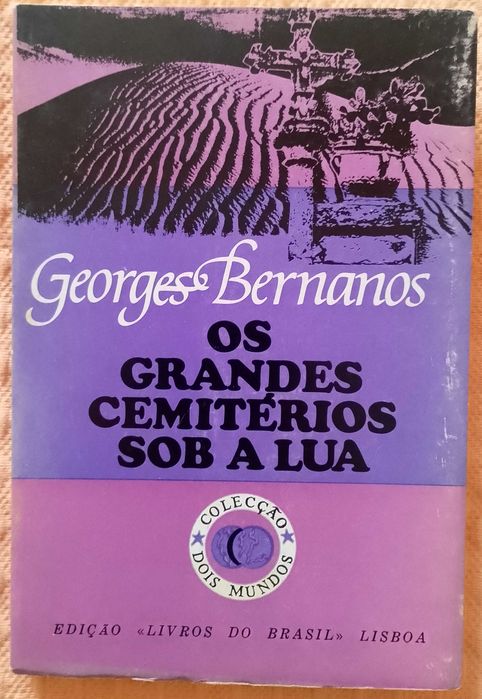 Georges Bernanos
OS
GRANDES
CEMITÉRIOS
SOB A LUA
COLECÇÃO
DOIS MUNDOS
EDIÇÃO «LIVROS DO BRASIL» LISBOA